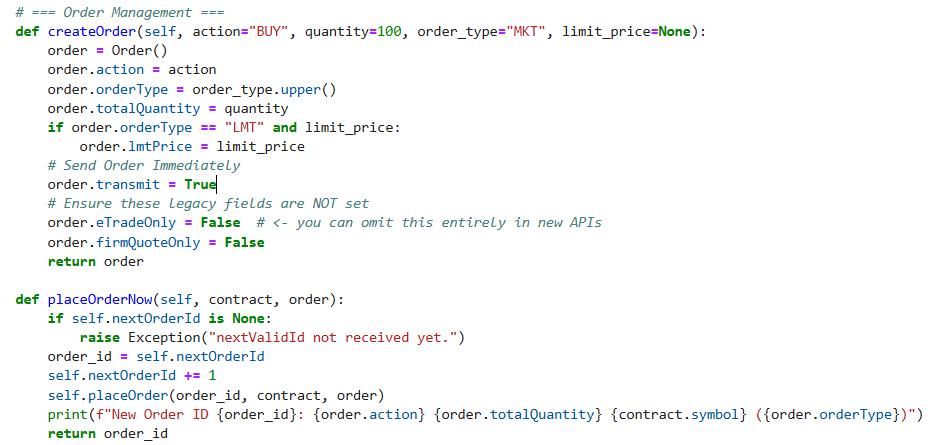 # === Order Management ===
def createOrder(self, action="BUY", quantity=100, order_type="MKT", limit_price=None):
    order = Order()
    order.action = action
    order.orderType = order_type.upper()
    order.totalQuantity = quantity
    if order.orderType == "LMT" and limit_price:
        order.lmtPrice = limit_price
    # Send Order Immediately
    order.transmit = True
    # Ensure these legacy fields are NOT set
    order.eTradeOnly = False  # <- you can omit this entirely in new APIs
    order.firmQuoteOnly = False
    return order

def placeOrderNow(self, contract, order):
    if self.nextOrderId is None:
        raise Exception("nextValidId not received yet.")
    order_id = self.nextOrderId
    self.nextOrderId += 1
    self.placeOrder(order_id, contract, order)
    print(f"New Order ID {order_id}: {order.action} {order.totalQuantity} {contract.symbol} ({order.orderType})")
    return order_id